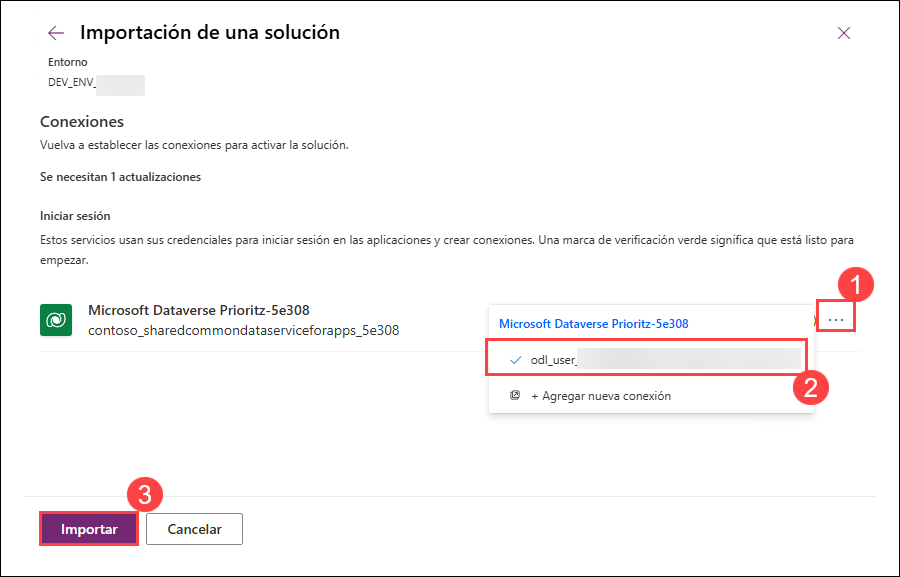 Importación de una solución
Entorno
DEV_ENV_
Conexiones
Vuelva a establecer las conexiones para activar la solución.
Se necesitan 1 actualizaciones
Iniciar sesión
Estos servicios usan sus credenciales para iniciar sesión en las aplicaciones y crear conexiones. Una marca de verificación verde significa que está listo para
empezar.
1
Microsoft Dataverse Prioritz-5e308
contoso_sharedcommondataserviceforapps_5e308
Microsoft Dataverse Prioritz-5e308
...
odl_user_
2
+ Agregar nueva conexión
3
Importar
Cancelar